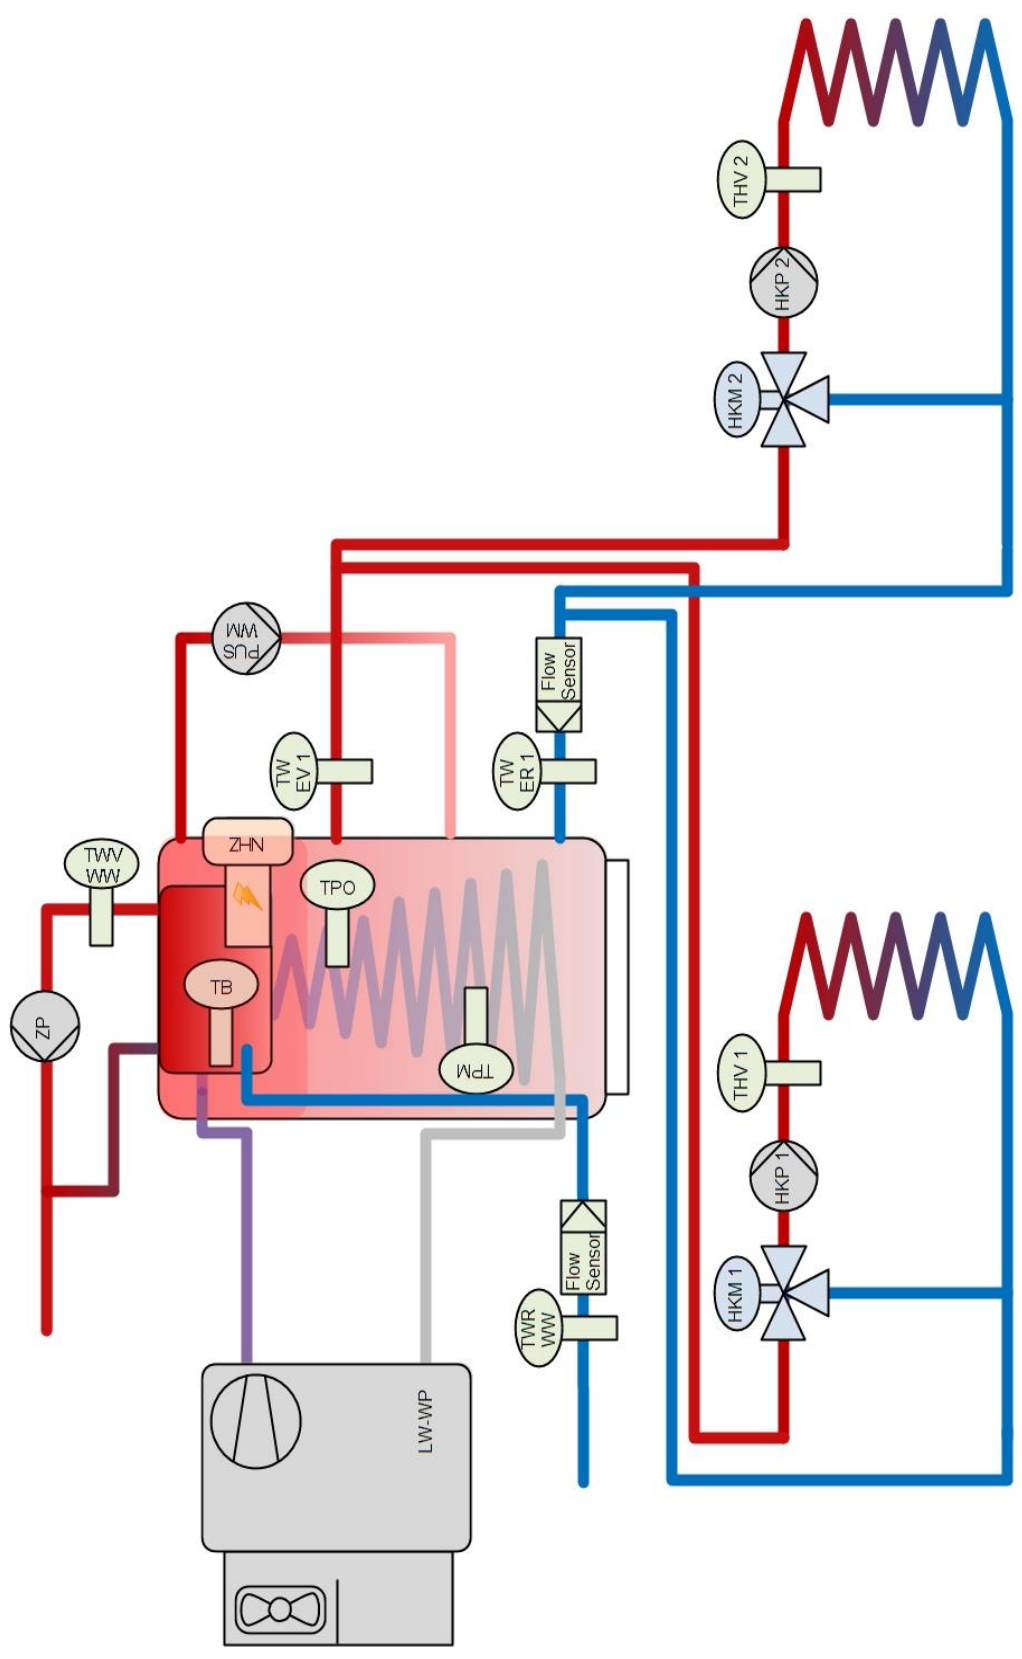 THV 2
HKP 2
HKM 2
PUS
WM
Flow
Sensor
TW
EV 1
TW
ER 1
TWV
WW
NHZ
TPO
TB
ZP
TPM
THV 1
HKP 1
HKM 1
Flow
Sensor
TWR
WW
LW-WP